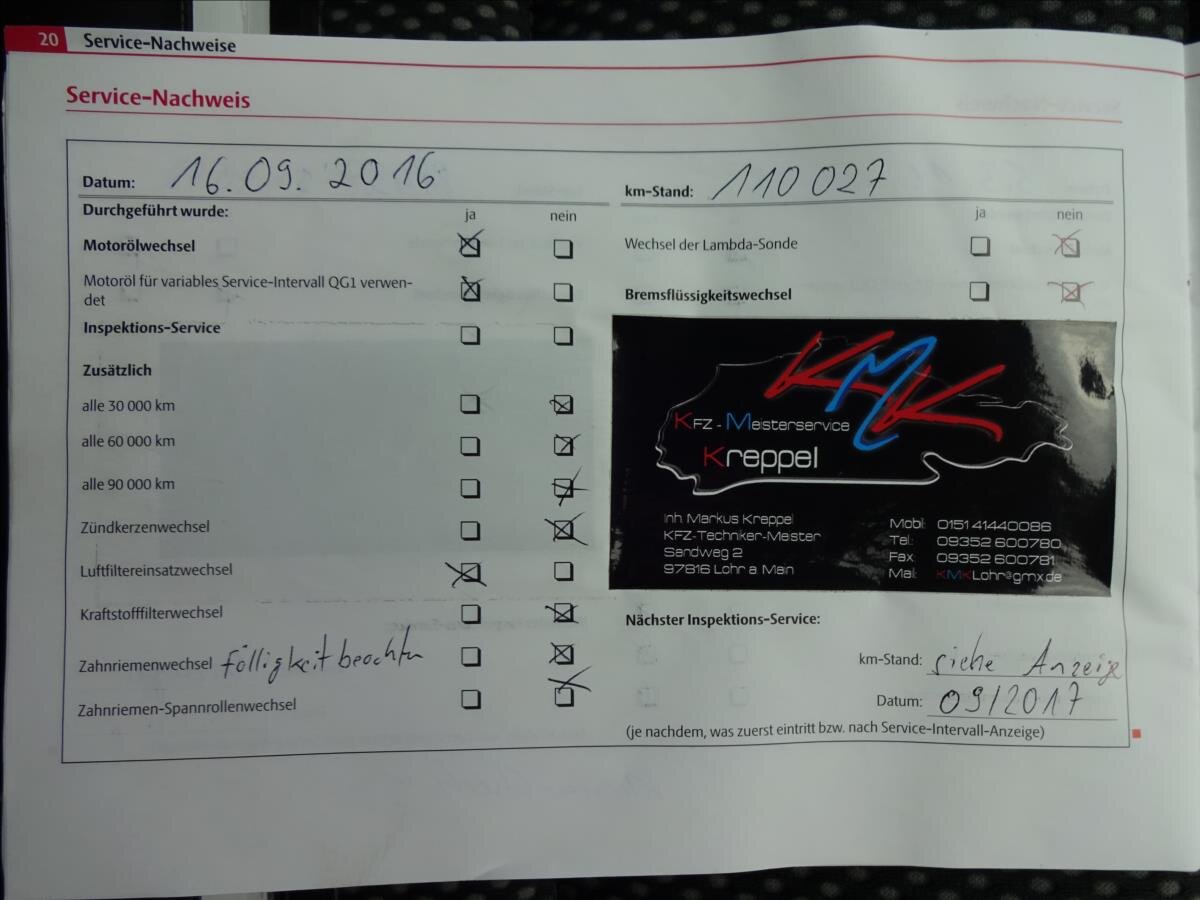 20 Service-Nachweise
Service-Nachweis
Datum: 16.09.2016
km-Stand: 110 027
Durchgeführt wurde: ja nein
ja nein
Motorölwechsel
Wechsel der Lambda-Sonde
Motoröl für variables Service-Intervall QG1 verwen-
det
Bremsflüssigkeitswechsel
Inspektions-Service
Zusätzlich
alle 30 000 km
alle 60 000 km
alle 90 000 km
Zündkerzenwechsel
Luftfiltereinsatzwechsel
Kraftstofffilterwechsel
Zahnriemenwechsel Fälligkeit beachten
Zahnriemen-Spannrollenwechsel
KMK
KFZ - Meisterservice
Kreppel
Inh. Markus Kreppel
KFZ-Techniker-Meister
Sandweg 2
97816 Lohr a. Main
Mobl: 0151 41440086
Tel.: 09352 600780
Fax: 09352 600781
Mail: KMKLohr@gmx.de
Nächster Inspektions-Service:
km-Stand: siehe Anzeige
Datum: 09/2017
(je nachdem, was zuerst eintritt bzw. nach Service-Intervall-Anzeige)